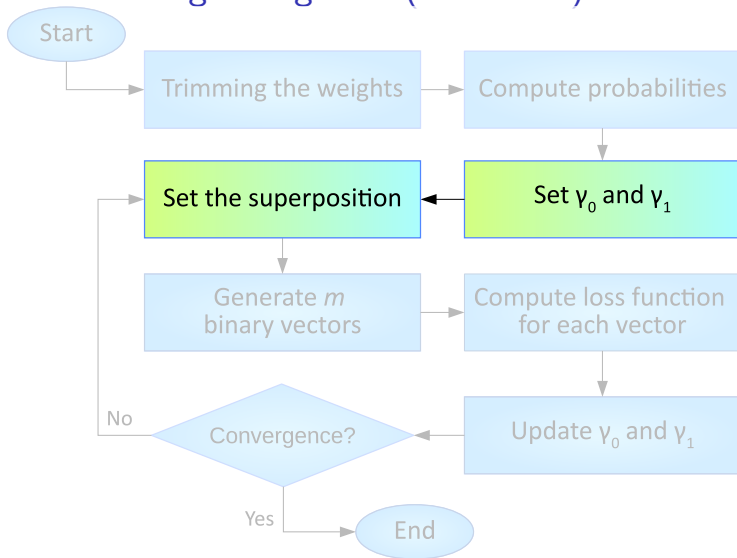 Start
Trimming the weights
Compute probabilities
Set the superposition
Set γ₀ and γ₁
Generate m
binary vectors
Compute loss function
for each vector
No
Convergence?
Update γ₀ and γ₁
Yes
End